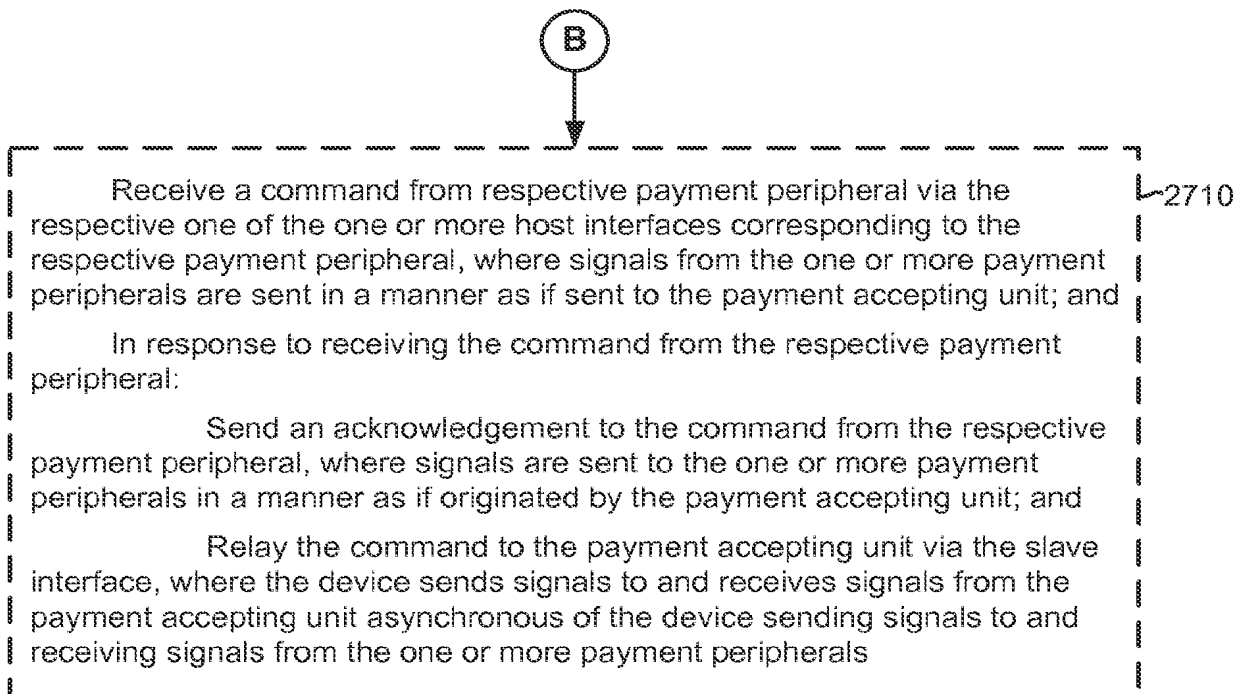 B
Receive a command from respective payment peripheral via the
2710
respective one of the one or more host interfaces corresponding to the
respective payment peripheral, where signals from the one or more payment
peripherals are sent in a manner as if sent to the payment accepting unit; and
In response to receiving the command from the respective payment
peripheral:
Send an acknowledgement to the command from the respective
payment peripheral, where signals are sent to the one or more payment
peripherals in a manner as if originated by the payment accepting unit; and
Relay the command to the payment accepting unit via the slave
interface, where the device sends signals to and receives signals from the
payment accepting unit asynchronous of the device sending signals to and
receiving signals from the one or more payment peripherals